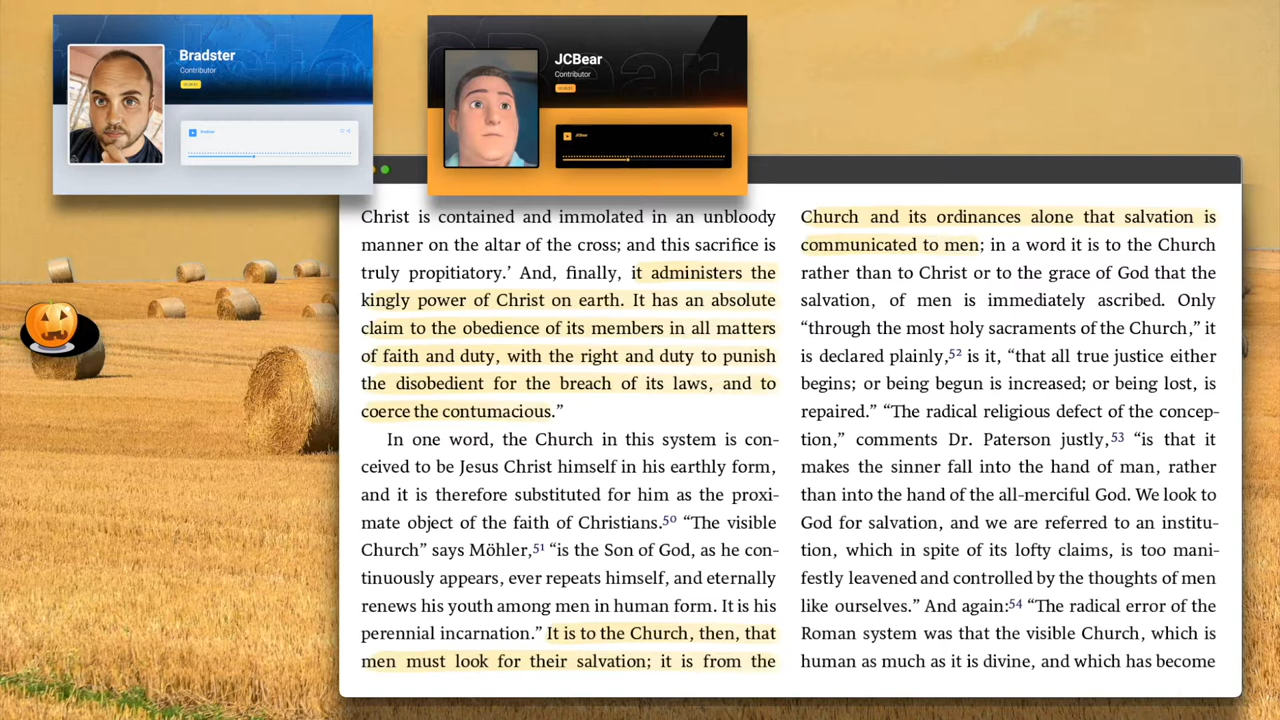 Bradster
Contributor
Bradster
JCBear
Contributor
JCBear
Christ is contained and immolated in an unbloody
manner on the altar of the cross; and this sacrifice is
truly propitiatory.’ And, finally, it administers the
kingly power of Christ on earth. It has an absolute
claim to the obedience of its members in all matters
of faith and duty, with the right and duty to punish
the disobedient for the breach of its laws, and to
coerce the contumacious.”
In one word, the Church in this system is con-
ceived to be Jesus Christ himself in his earthly form,
and it is therefore substituted for him as the proxi-
mate object of the faith of Christians.50 “The visible
Church” says Möhler,51 “is the Son of God, as he con-
tinuously appears, ever repeats himself, and eternally
renews his youth among men in human form. It is his
perennial incarnation.” It is to the Church, then, that
men must look for their salvation; it is from the
Church and its ordinances alone that salvation is
communicated to men; in a word it is to the Church
rather than to Christ or to the grace of God that the
salvation, of men is immediately ascribed. Only
“through the most holy sacraments of the Church,” it
is declared plainly,52 is it, “that all true justice either
begins; or being begun is increased; or being lost, is
repaired.” “The radical religious defect of the concep-
tion,” comments Dr. Paterson justly,53 “is that it
makes the sinner fall into the hand of man, rather
than into the hand of the all-merciful God. We look to
God for salvation, and we are referred to an institu-
tion, which in spite of its lofty claims, is too mani-
festly leavened and controlled by the thoughts of men
like ourselves.” And again:54 “The radical error of the
Roman system was that the visible Church, which is
human as much as it is divine, and which has become